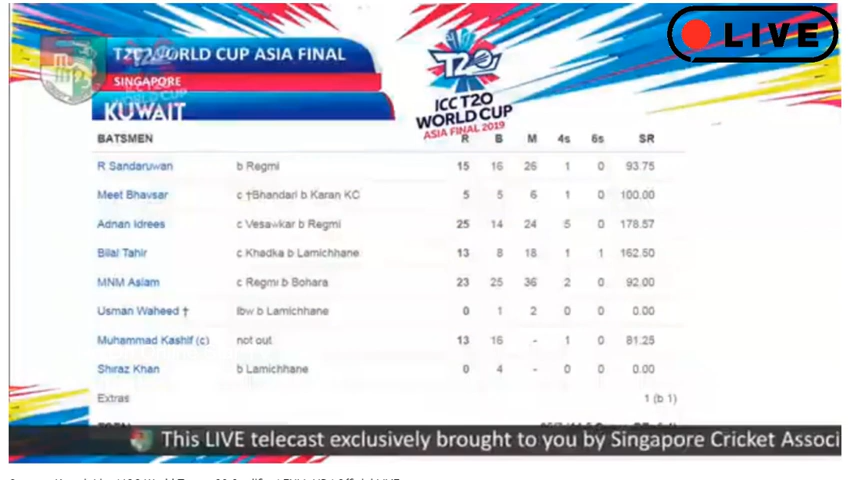 LIVE
T20 WORLD CUP ASIA FINAL
SINGAPORE
KUWAIT
T20
ICC T20
WORLD CUP
ASIA FINAL 2019
BATSMEN R B M 4s 6s SR
R Sandaruwan b Regmi 15 16 26 1 0 93.75
Meet Bhavsar c †Bhandari b Karan KC 5 5 6 1 0 100.00
Adnan Idrees c Vesawkar b Regmi 25 14 24 5 0 178.57
Bilal Tahir c Khadka b Lamichhane 13 8 18 1 1 162.50
MNM Aslam c Regmi b Bohara 23 25 36 2 0 92.00
Usman Waheed † lbw b Lamichhane 0 1 2 0 0 0.00
Muhammad Kashif (c) not out 13 16 - 1 0 81.25
Shiraz Khan b Lamichhane 0 4 - 0 0 0.00
Extras 1 (b 1)
This LIVE telecast exclusively brought to you by Singapore Cricket Associ